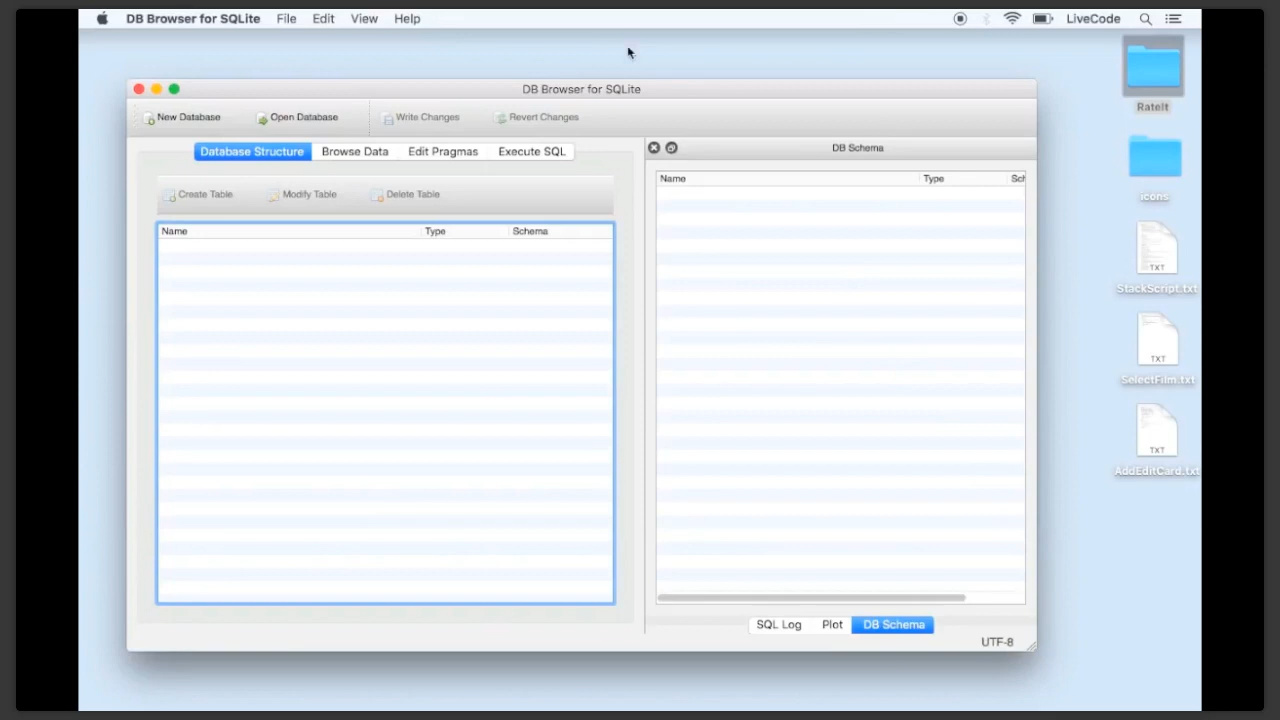 DB Browser for SQLite File Edit View Help LiveCode
RateIt
icons
TXT
StackScript.txt
TXT
SelectFilm.txt
TXT
AddEditCard.txt
DB Browser for SQLite
New Database Open Database Write Changes Revert Changes
Database Structure Browse Data Edit Pragmas Execute SQL
Create Table Modify Table Delete Table
Name Type Schema
DB Schema
Name Type Sch
SQL Log Plot DB Schema
UTF-8